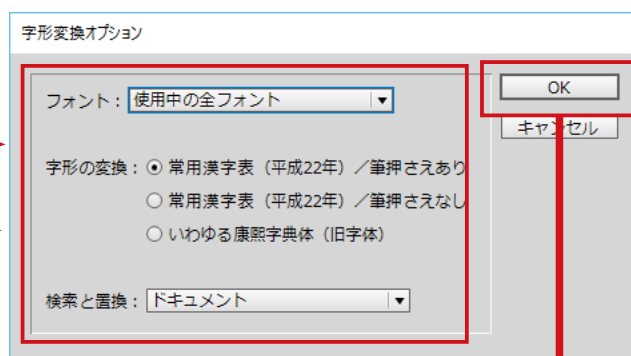 字形変換オプション
フォント：使用中の全フォント
OK
キャンセル
字形の変換：常用漢字表（平成22年）／筆押さえあり
常用漢字表（平成22年）／筆押さえなし
いわゆる康熙字典体（旧字体）
検索と置換：ドキュメント